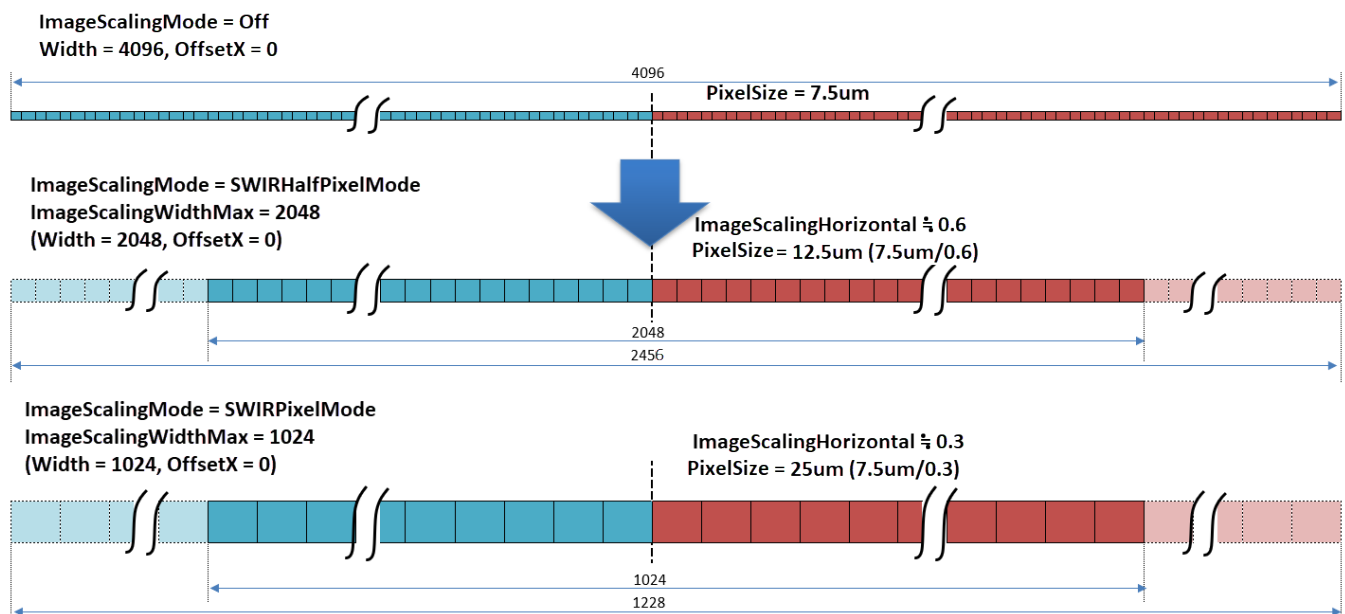 ImageScalingMode = Off
Width = 4096, OffsetX = 0
4096
PixelSize = 7.5um
ImageScalingMode = SWIRHalfPixelMode
ImageScalingWidthMax = 2048
(Width = 2048, OffsetX = 0)
ImageScalingHorizontal ≒ 0.6
PixelSize = 12.5um (7.5um/0.6)
2048
2456
ImageScalingMode = SWIRPixelMode
ImageScalingWidthMax = 1024
(Width = 1024, OffsetX = 0)
ImageScalingHorizontal ≒ 0.3
PixelSize = 25um (7.5um/0.3)
1024
1228